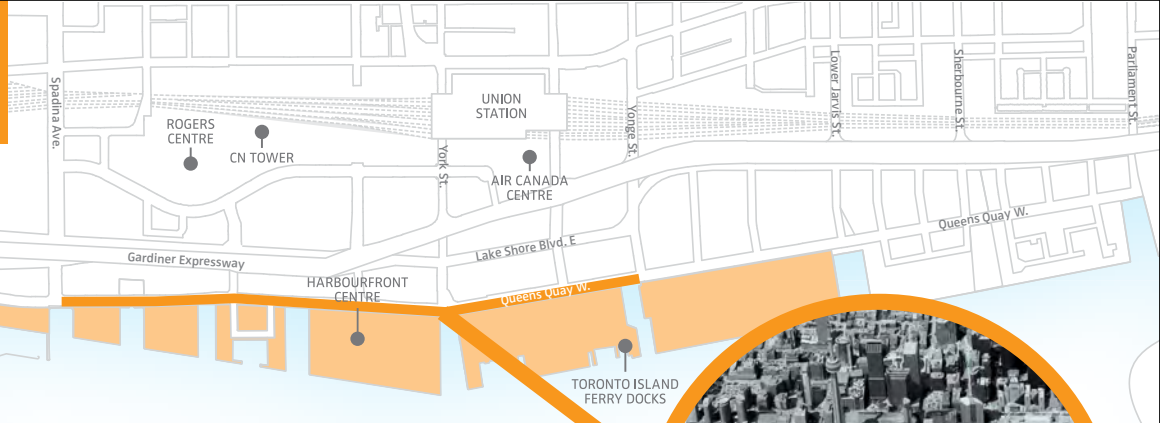 Spadina Ave.
ROGERS
CENTRE
CN TOWER
UNION
STATION
York St.
AIR CANADA
CENTRE
Yonge St.
Lower Jarvis St.
Sherbourne St.
Parliament St.
Queens Quay W.
Lake Shore Blvd. E
Gardiner Expressway
HARBOURFRONT
CENTRE
Queens Quay W.
TORONTO ISLAND
FERRY DOCKS